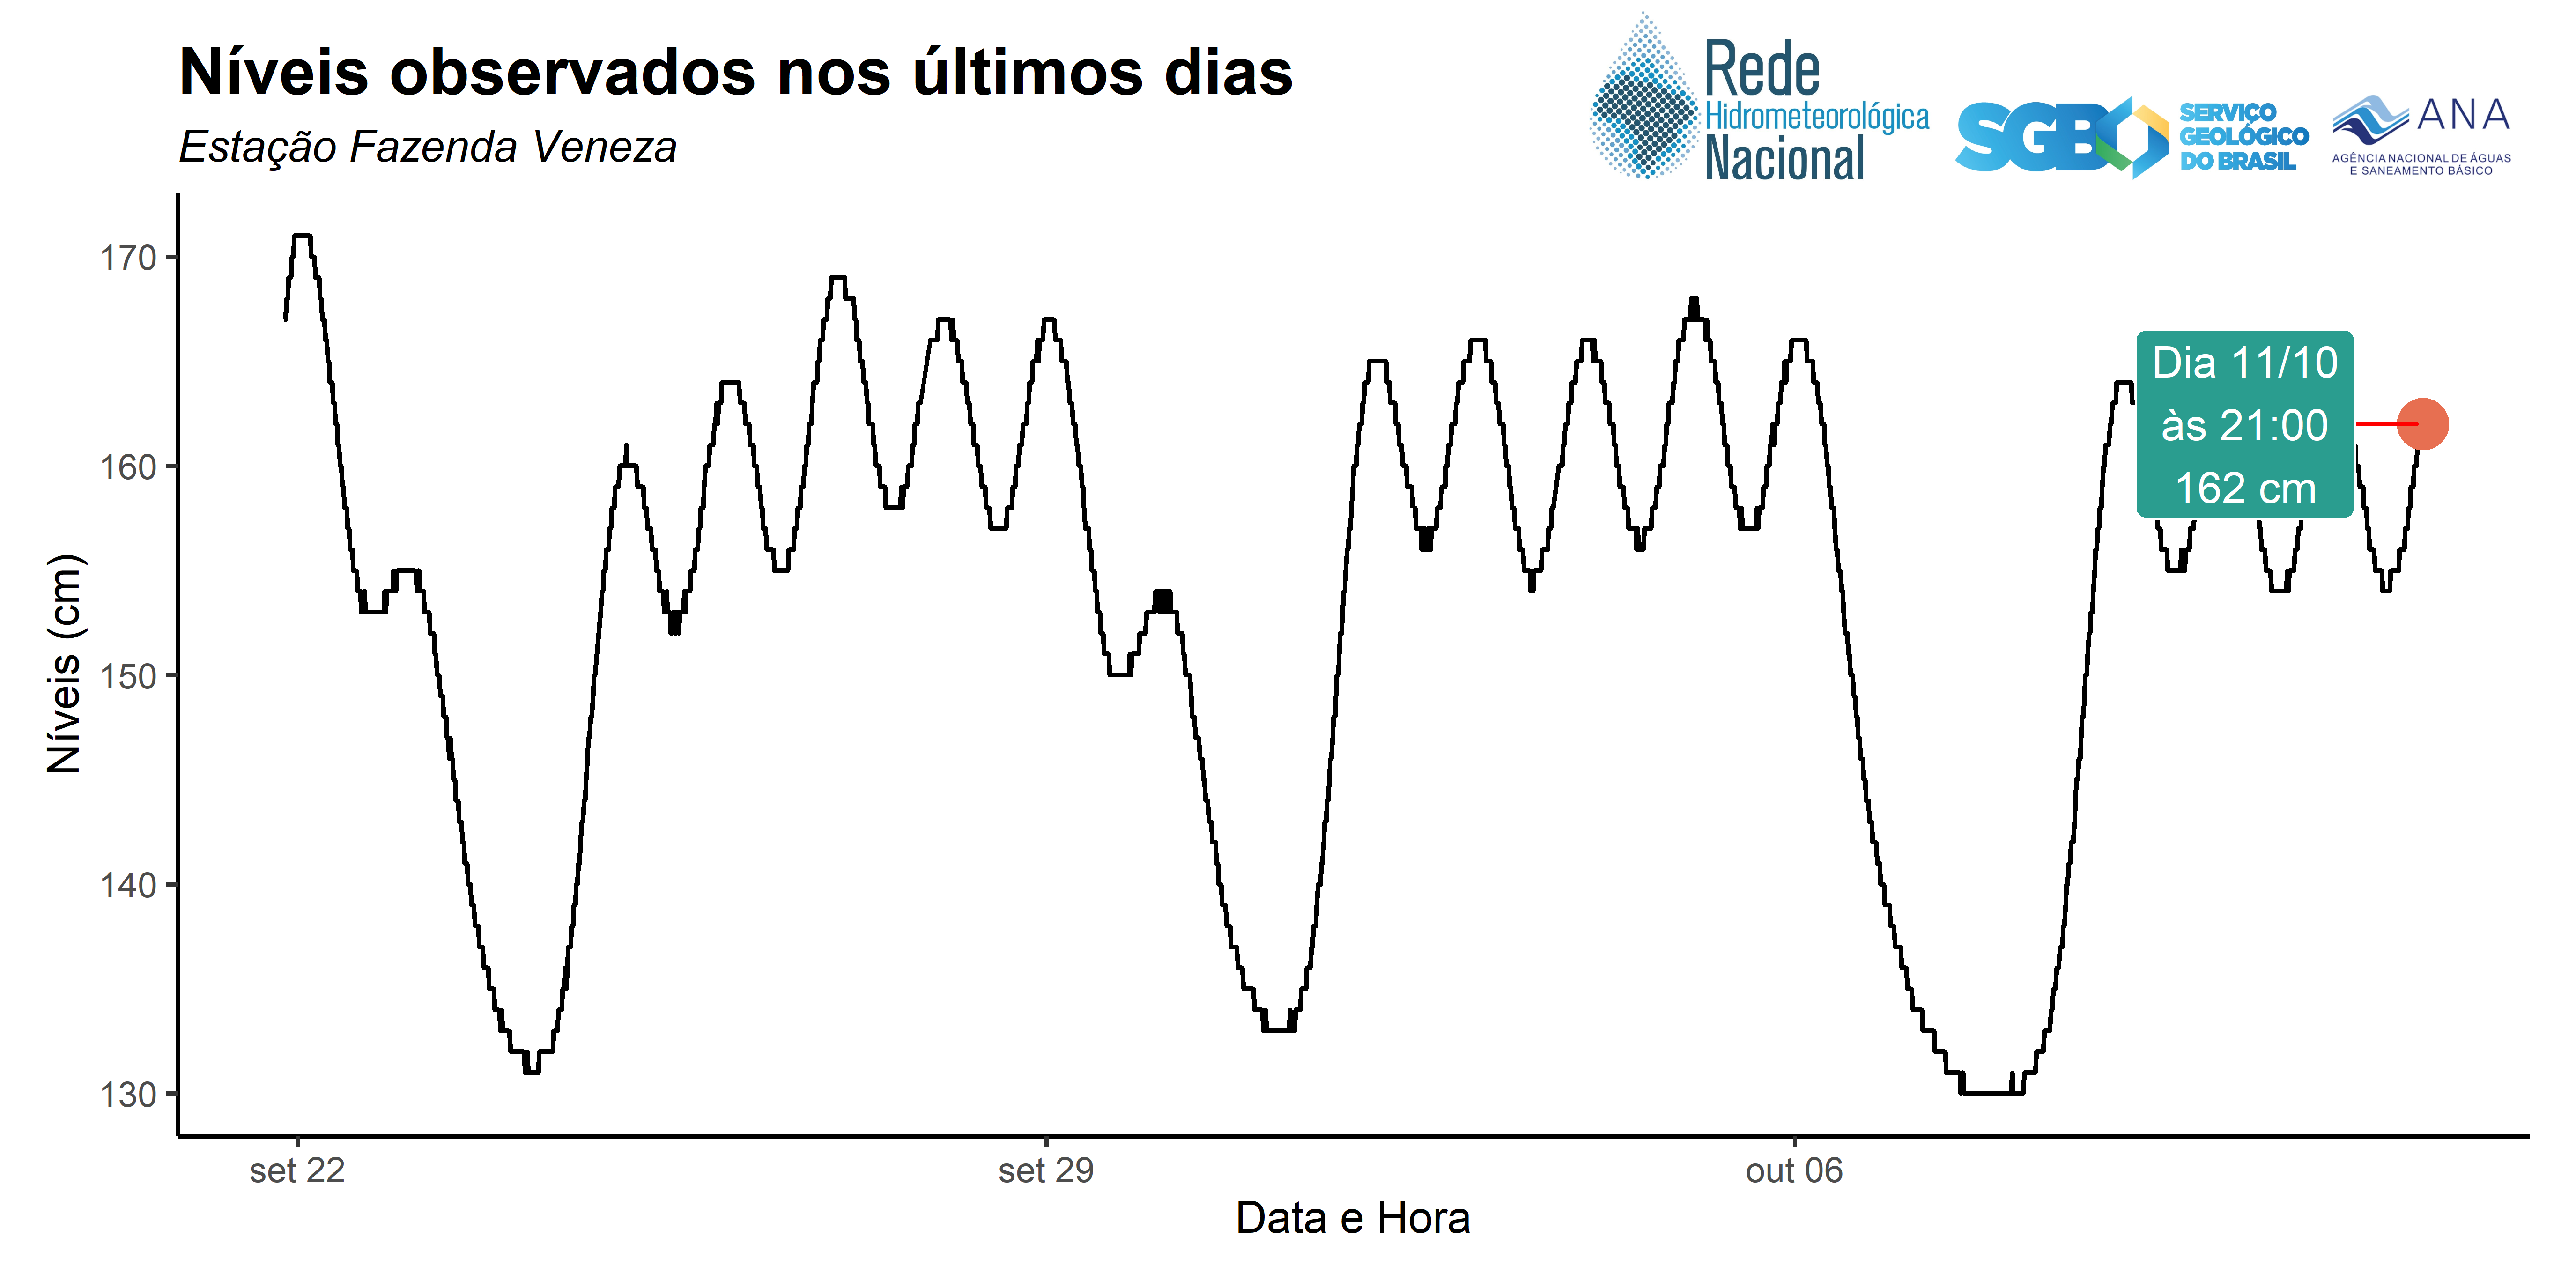 Níveis observados nos últimos dias
Estação Fazenda Veneza
Rede
Hidrometeorológica
Nacional
SGB
SERVIÇO
GEOLÓGICO
DO BRASIL
ANA
AGÊNCIA NACIONAL DE ÁGUAS
E SANEAMENTO BÁSICO
Níveis (cm)
170
160
150
140
130
Dia 11/10
às 21:00
162 cm
set 22
set 29
out 06
Data e Hora